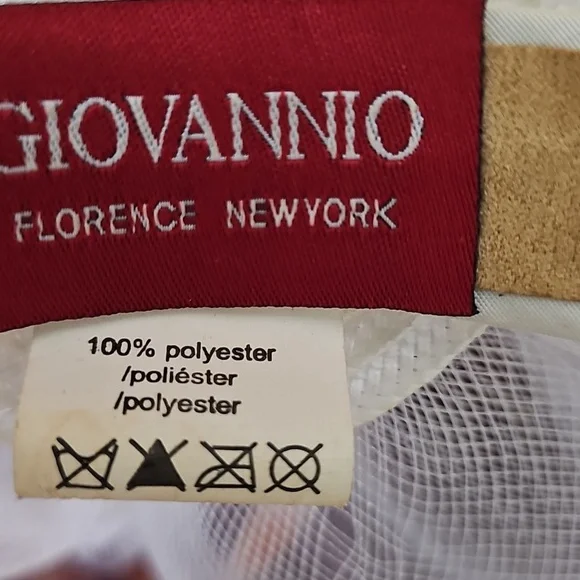 GIOVANNIO
FLORENCE NEWYORK
100% polyester
/poliéster
/polyester